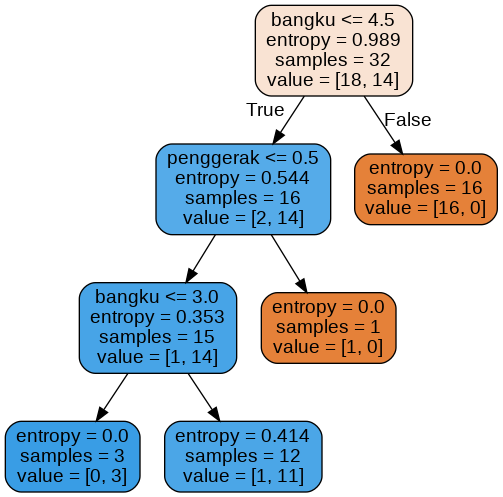 bangku <= 4.5
entropy = 0.989
samples = 32
value = [18, 14]
True
False
penggerak <= 0.5
entropy = 0.544
samples = 16
value = [2, 14]
entropy = 0.0
samples = 16
value = [16, 0]
bangku <= 3.0
entropy = 0.353
samples = 15
value = [1, 14]
entropy = 0.0
samples = 1
value = [1, 0]
entropy = 0.0
samples = 3
value = [0, 3]
entropy = 0.414
samples = 12
value = [1, 11]